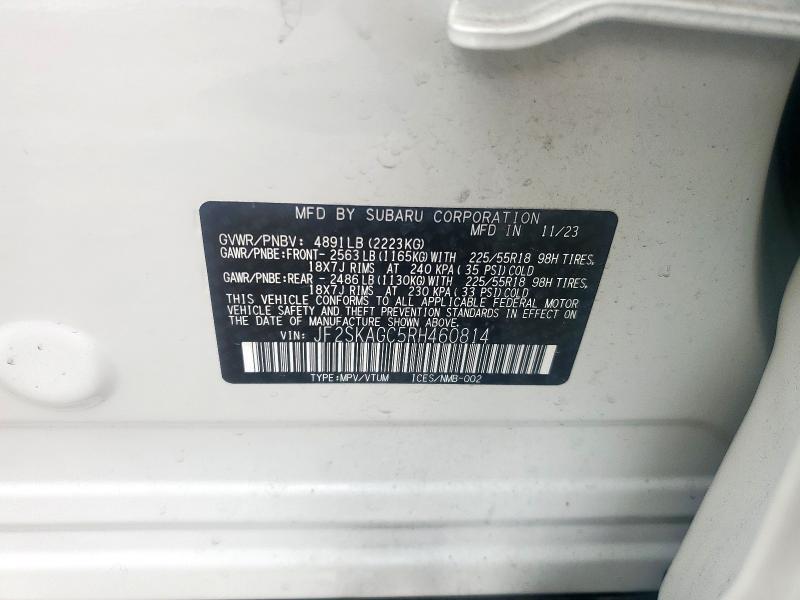 MFD BY SUBARU CORPORATION
MFD IN 11/23
GVWR/PNBV: 4891LB (2223KG)
GAWR/PNBE:FRONT- 2563LB(1165KG)WITH 225/55R18 98H TIRES,
18X7J RIMS AT 240 KPA (35 PSI)COLD
GAWR/PNBE:REAR - 2486LB(1130KG)WITH 225/55R18 98H TIRES,
18X7J RIMS AT 230 KPA (33 PSI)COLD
THIS VEHICLE CONFORMS TO ALL APPLICABLE FEDERAL MOTOR
VEHICLE SAFETY AND THEFT PREVENTION STANDARDS IN EFFECT ON
THE DATE OF MANUFACTURE SHOWN ABOVE.
VIN: JF2SKAGC5RH460814
TYPE:MPV/VTUM ICES/NMB-002